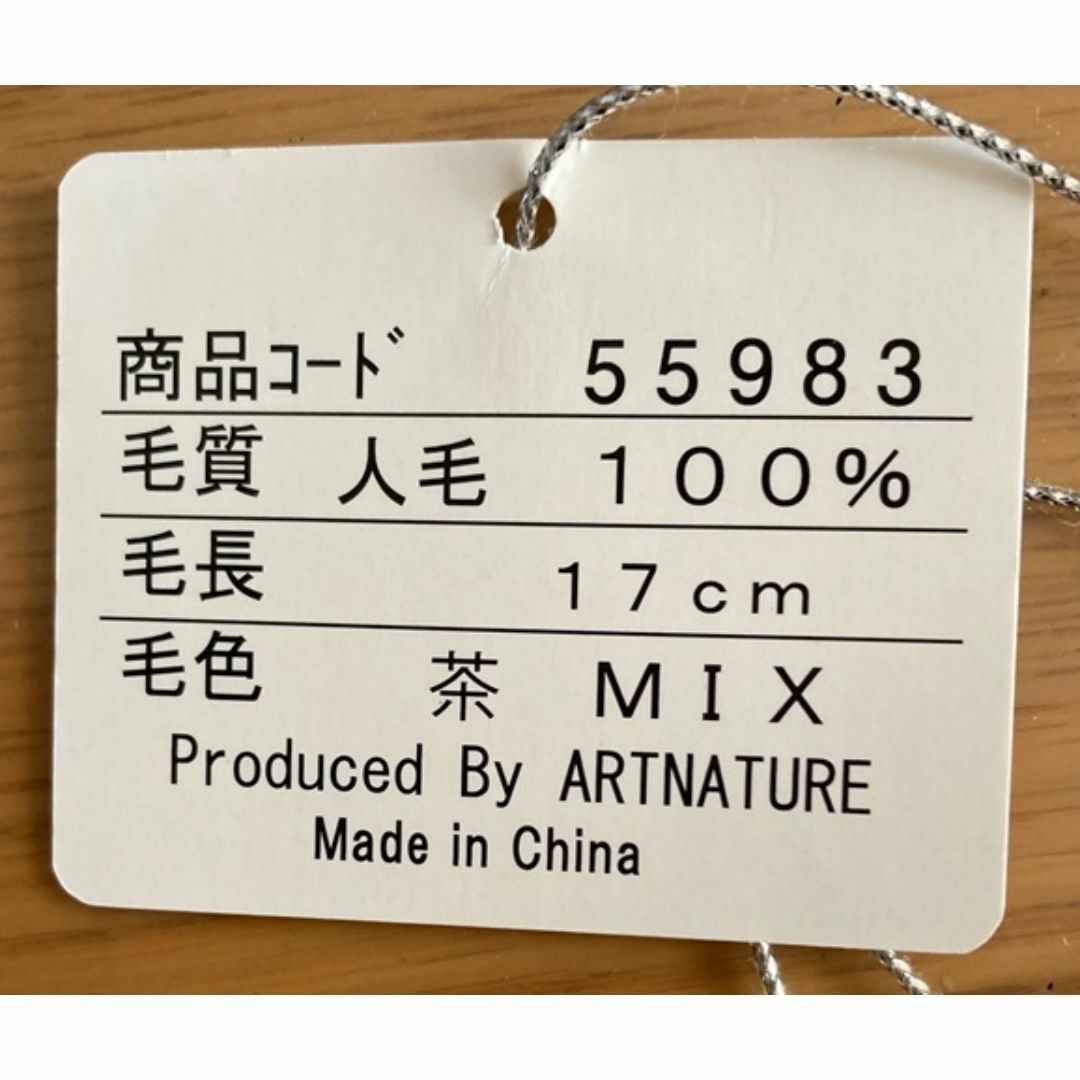 商品ｺｰﾄﾞ 55983
毛質 人毛 100%
毛長 17cm
毛色 茶 MIX
Produced By ARTNATURE
Made in China